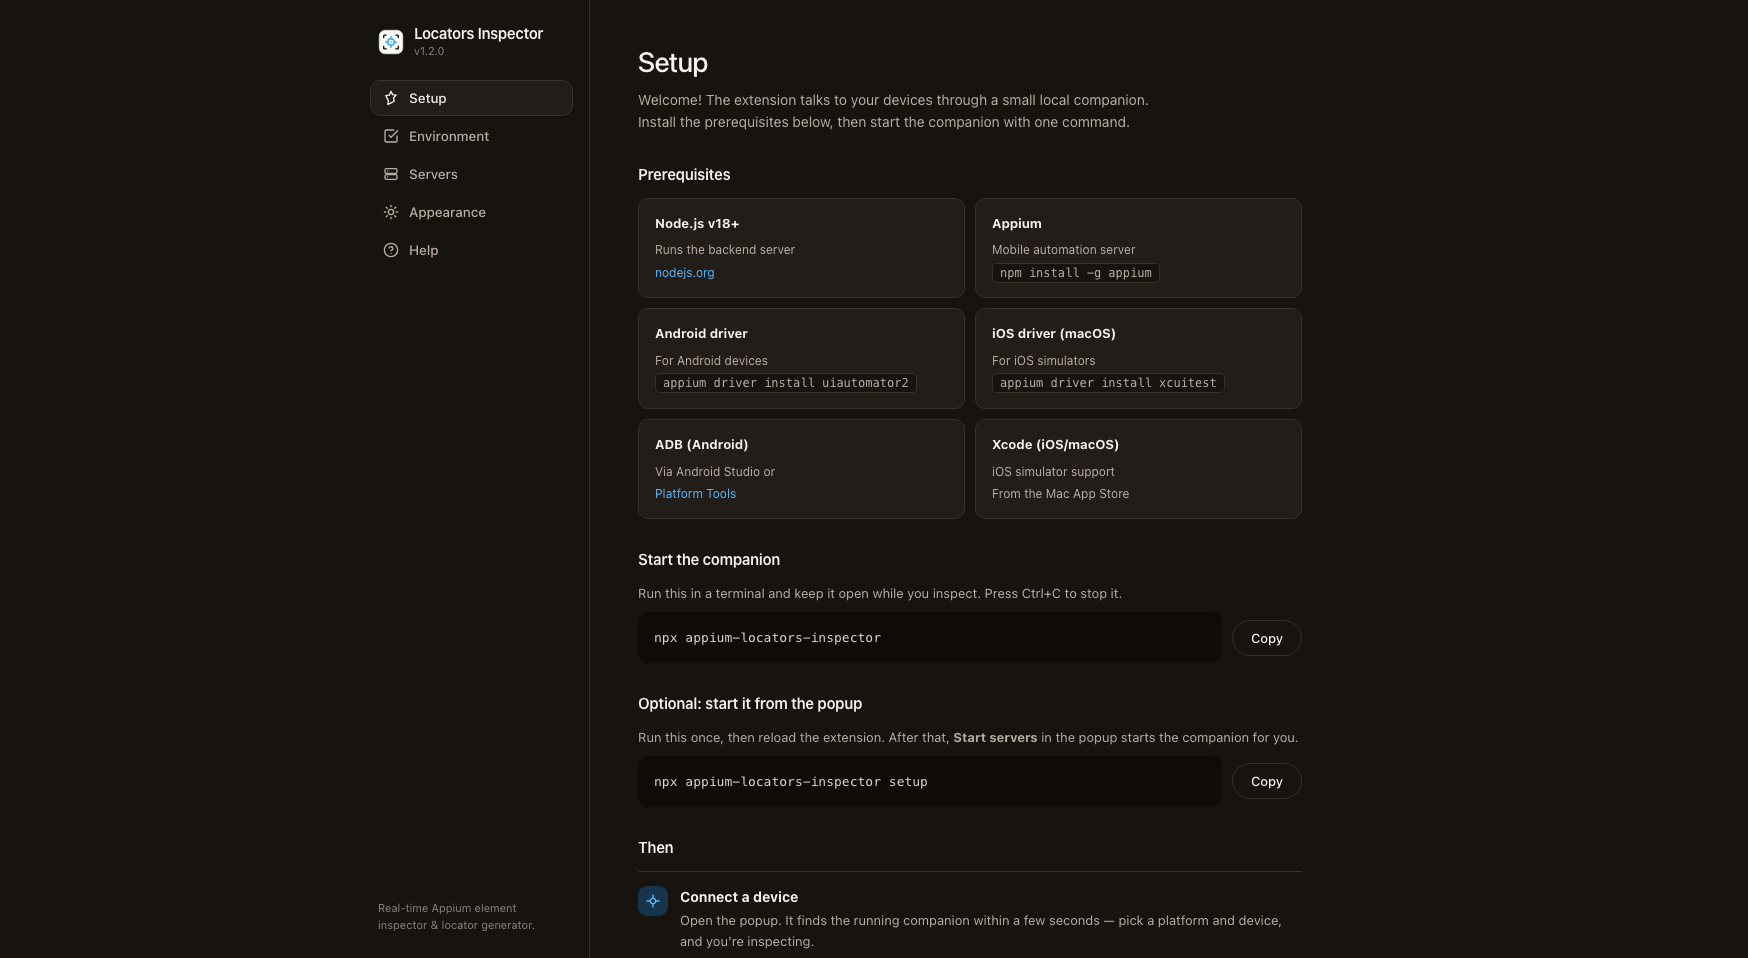 Locators Inspector
v1.2.0
Setup
Environment
Servers
Appearance
Help
Real-time Appium element
inspector & locator generator.
Setup
Welcome! The extension talks to your devices through a small local companion.
Install the prerequisites below, then start the companion with one command.
Prerequisites
Node.js v18+
Runs the backend server
nodejs.org
Appium
Mobile automation server
npm install -g appium
Android driver
For Android devices
appium driver install uiautomator2
iOS driver (macOS)
For iOS simulators
appium driver install xcuitest
ADB (Android)
Via Android Studio or
Platform Tools
Xcode (iOS/macOS)
iOS simulator support
From the Mac App Store
Start the companion
Run this in a terminal and keep it open while you inspect. Press Ctrl+C to stop it.
npx appium-locators-inspector
Copy
Optional: start it from the popup
Run this once, then reload the extension. After that, Start servers in the popup starts the companion for you.
npx appium-locators-inspector setup
Copy
Then
Connect a device
Open the popup. It finds the running companion within a few seconds — pick a platform and device,
and you're inspecting.